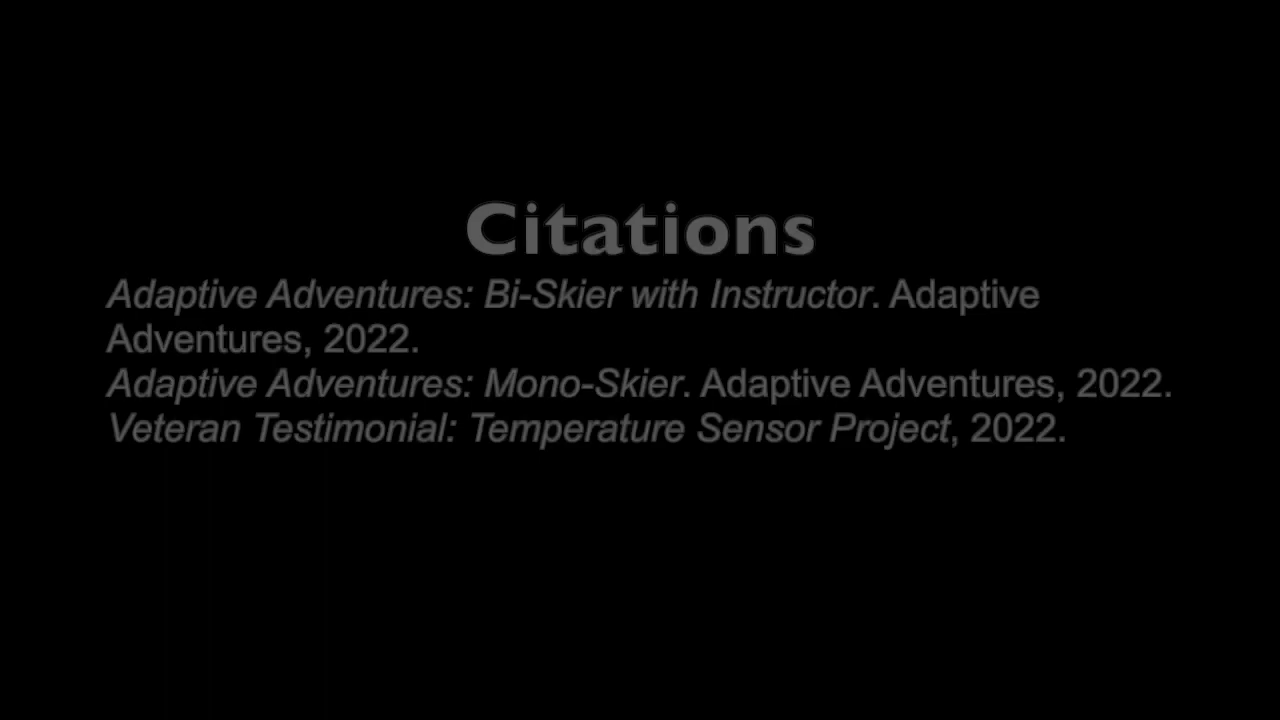 Citations
Adaptive Adventures: Bi-Skier with Instructor. Adaptive
Adventures, 2022.
Adaptive Adventures: Mono-Skier. Adaptive Adventures, 2022.
Veteran Testimonial: Temperature Sensor Project, 2022.